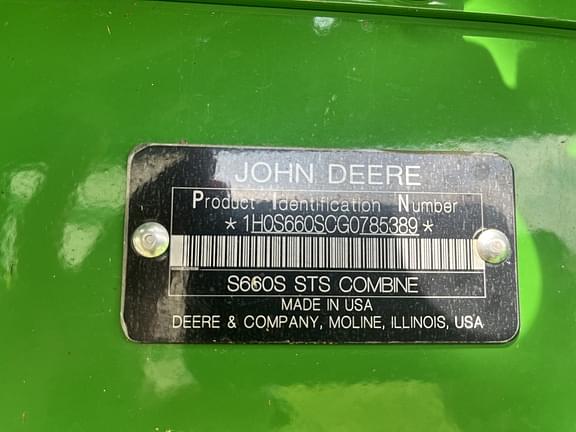 JOHN DEERE
Product Identification Number
*1H0S660SCG0785389*
S660S STS COMBINE
MADE IN USA
DEERE & COMPANY, MOLINE, ILLINOIS, USA